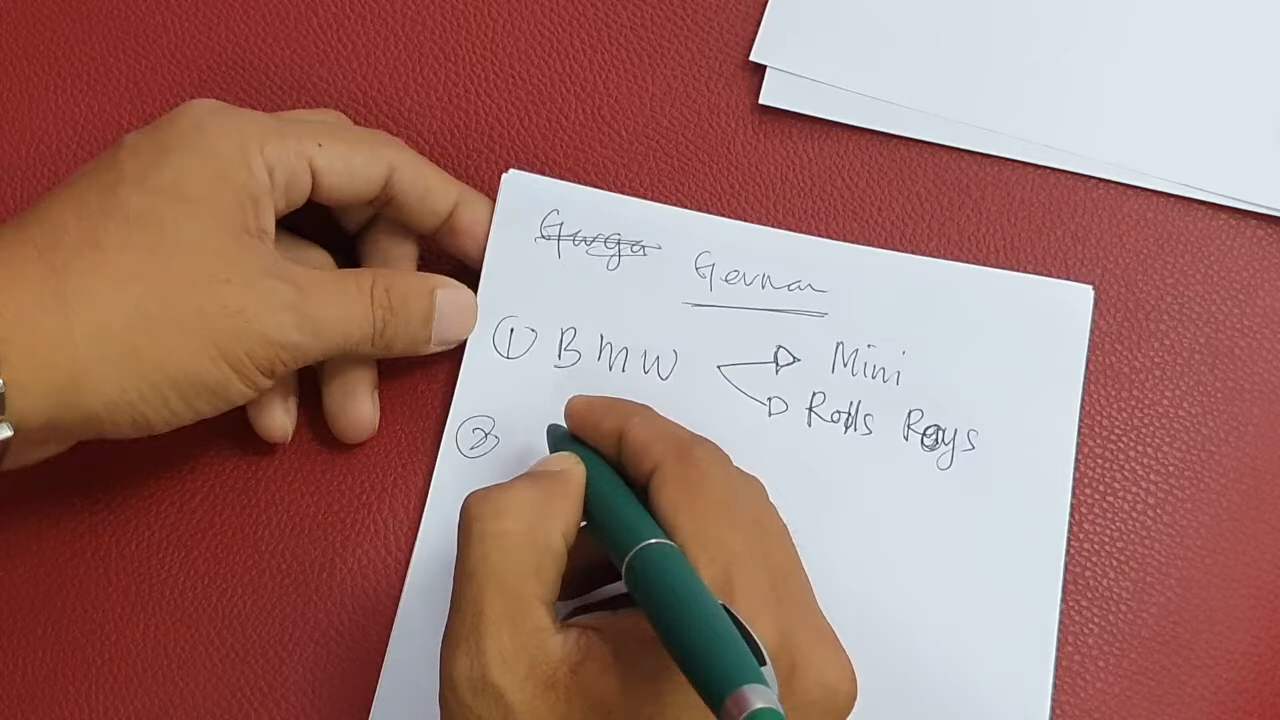 German
① BMW → Mini
→ Rolls Roys
②